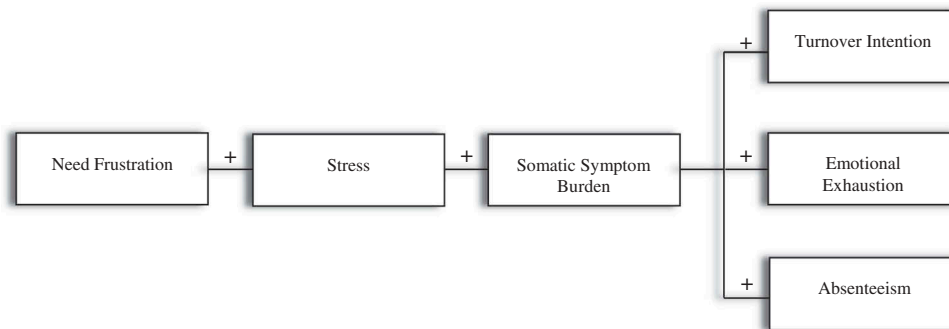 Turnover Intention
+
Need Frustration
+
Stress
+
Somatic Symptom
Burden
+
Emotional
Exhaustion
+
Absenteeism
+